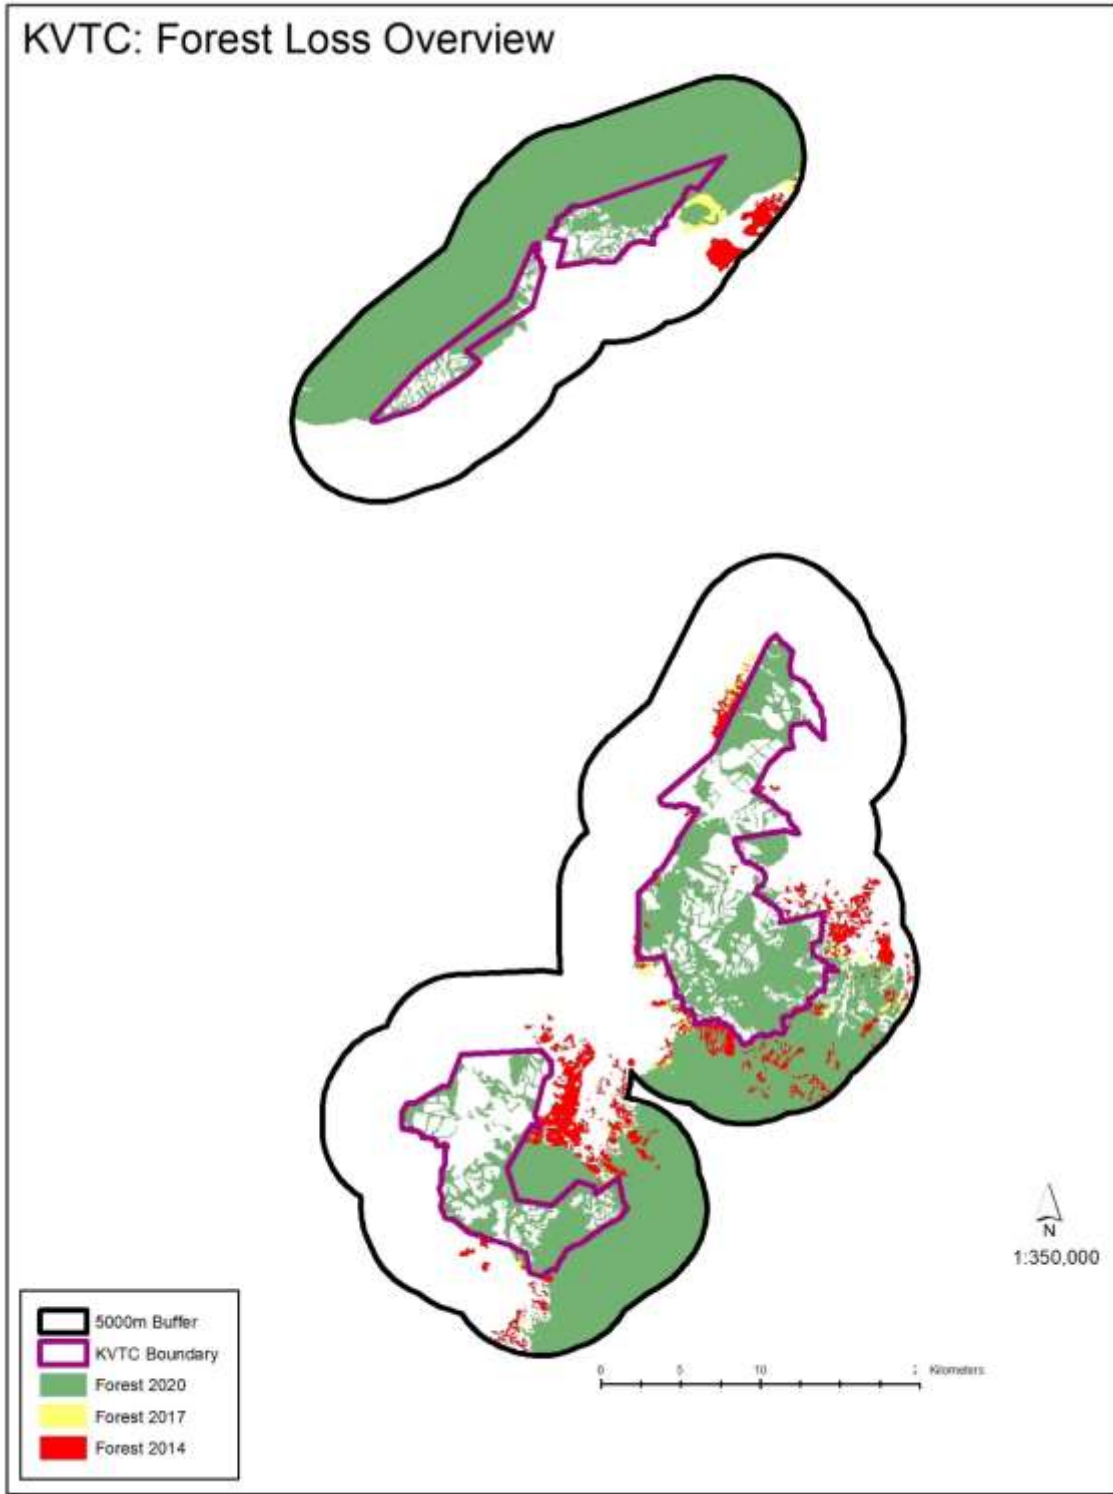 KVTC: Forest Loss Overview
N
1:350,000
5000m Buffer
KVTC Boundary
Forest 2020
Forest 2017
Forest 2014
0 5 10 Kilometers